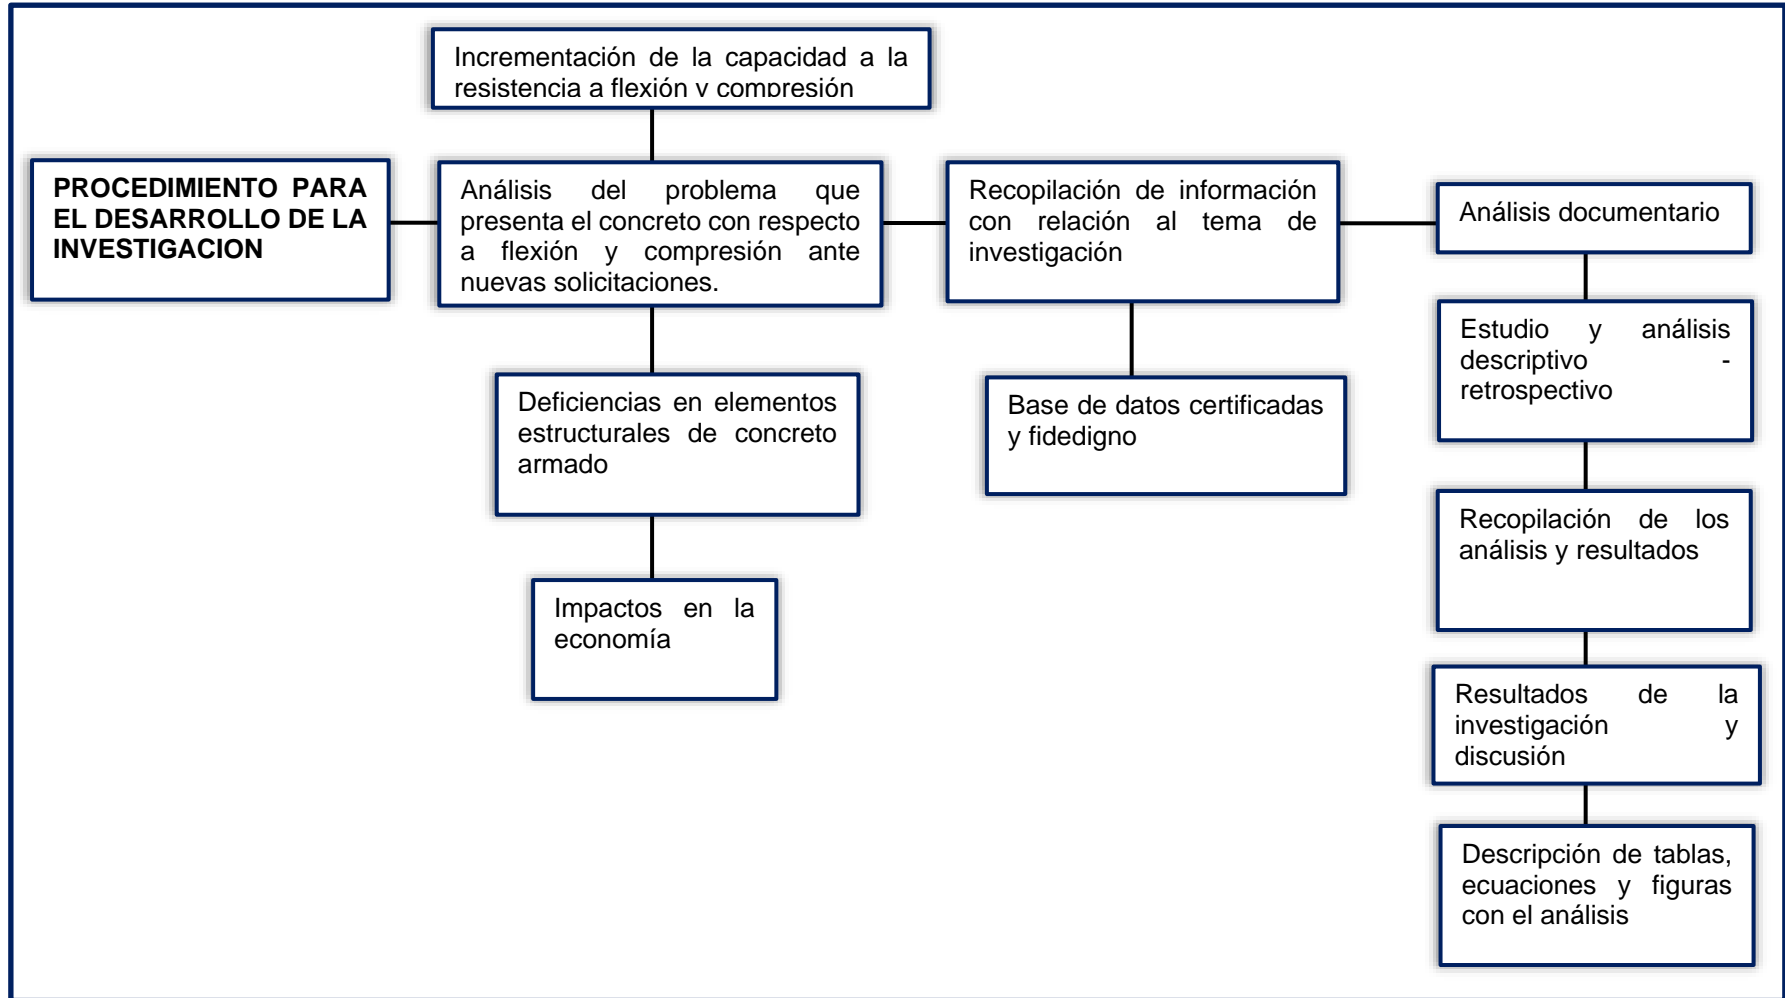 Incrementación de la capacidad a la
resistencia a flexión y compresión
PROCEDIMIENTO PARA
EL DESARROLLO DE LA
INVESTIGACION
Análisis del problema que
presenta el concreto con respecto
a flexión y compresión ante
nuevas solicitaciones.
Recopilación de información
con relación al tema de
investigación
Análisis documentario
Deficiencias en elementos
estructurales de concreto
armado
Base de datos certificadas
y fidedigno
Estudio y análisis
descriptivo -
retrospectivo
Impactos en la
economía
Recopilación de los
análisis y resultados
Resultados de la
investigación y
discusión
Descripción de tablas,
ecuaciones y figuras
con el análisis